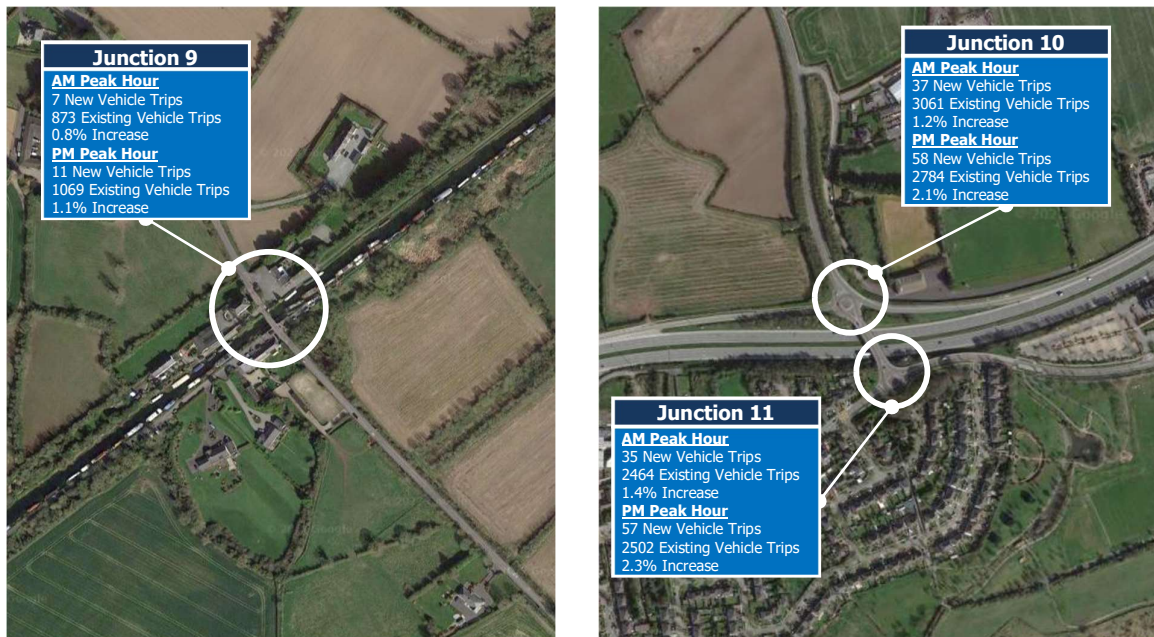 Junction 9
AM Peak Hour
7 New Vehicle Trips
873 Existing Vehicle Trips
0.8% Increase
PM Peak Hour
11 New Vehicle Trips
1069 Existing Vehicle Trips
1.1% Increase
Junction 10
AM Peak Hour
37 New Vehicle Trips
3061 Existing Vehicle Trips
1.2% Increase
PM Peak Hour
58 New Vehicle Trips
2784 Existing Vehicle Trips
2.1% Increase
Junction 11
AM Peak Hour
35 New Vehicle Trips
2464 Existing Vehicle Trips
1.4% Increase
PM Peak Hour
57 New Vehicle Trips
2502 Existing Vehicle Trips
2.3% Increase